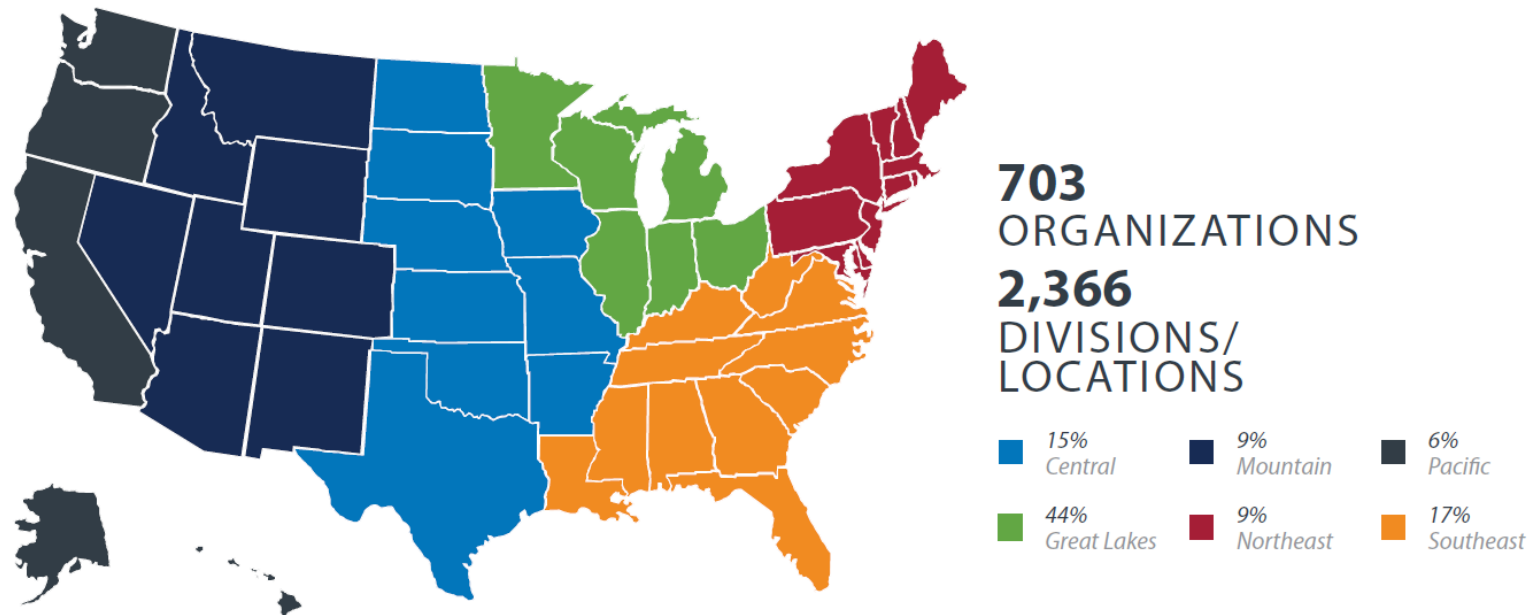 703
ORGANIZATIONS
2,366
DIVISIONS/
LOCATIONS
15%
Central
9%
Mountain
6%
Pacific
44%
Great Lakes
9%
Northeast
17%
Southeast